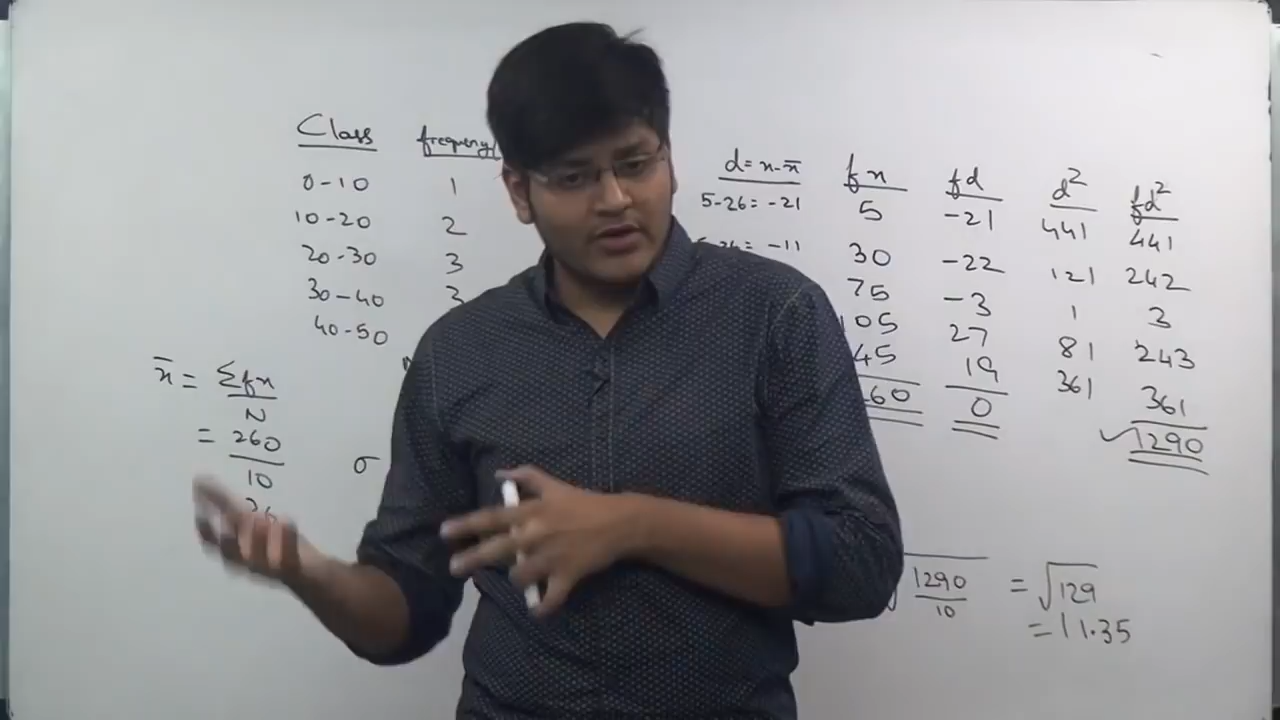 Class frequency( d=x-x̄ fx fd d² fd²
0-10 1 5-26=-21 5 -21 441 441
10-20 2 =-11 30 -22 121 242
20-30 3 75 -3 1 3
30-40 3 105 27 81 243
40-50 45 19 361 361
260 0 ✓1290
x̄ = Σfx
N
= 260
10
26
σ
√1290 = √129
10
= 11.35